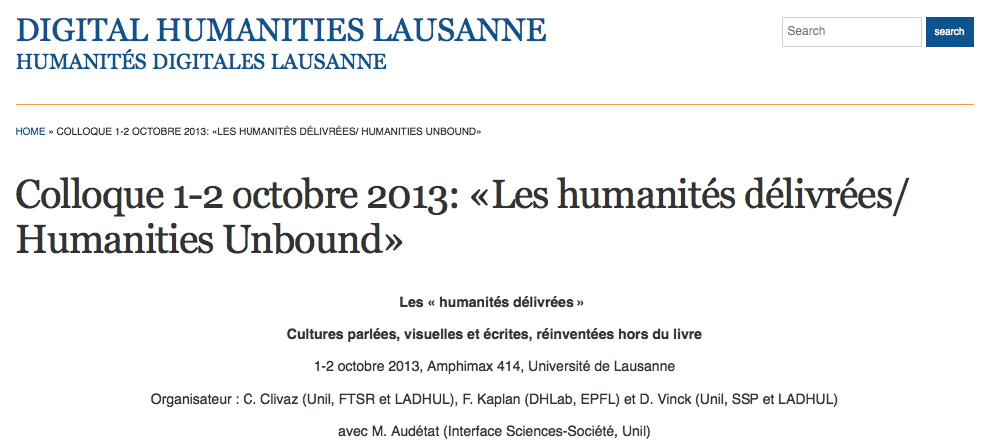 DIGITAL HUMANITIES LAUSANNE
HUMANITÉS DIGITALES LAUSANNE
Search
search
HOME » COLLOQUE 1-2 OCTOBRE 2013: «LES HUMANITÉS DÉLIVRÉES/ HUMANITIES UNBOUND»
Colloque 1-2 octobre 2013: «Les humanités délivrées/
Humanities Unbound»
Les « humanités délivrées »
Cultures parlées, visuelles et écrites, réinventées hors du livre
1-2 octobre 2013, Amphimax 414, Université de Lausanne
Organisateur : C. Clivaz (Unil, FTSR et LADHUL), F. Kaplan (DHLab, EPFL) et D. Vinck (Unil, SSP et LADHUL)
avec M. Audétat (Interface Sciences-Société, Unil)